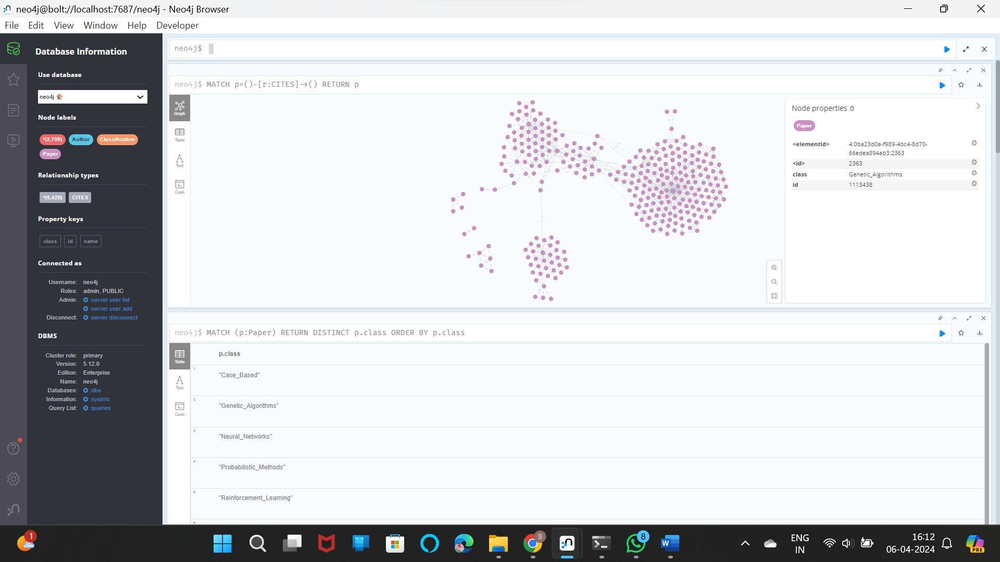 neo4j@bolt://localhost:7687/neo4j - Neo4j Browser
File Edit View Window Help Developer
Database Information
Use database
neo4j
Node labels
*(2,708) Author Classification
Paper
Relationship types
*(5,429) CITES
Property keys
class id name
Connected as
Username: neo4j
Roles: admin, PUBLIC
Admin: :server user list
:server user add
Disconnect: :server disconnect
DBMS
Cluster role: primary
Version: 5.12.0
Edition: Enterprise
Name: neo4j
Databases: :dbs
Information: :sysinfo
Query List: :queries
neo4j$
neo4j$ MATCH p=()-[r:CITES]->() RETURN p
Graph
Table
Text
Code
Node properties
Paper
<elementId> 4:0ba23d0a-f989-4bc4-8d70-
66edea894ab3:2363
<id> 2363
class Genetic_Algorithms
id 1113438
neo4j$ MATCH (p:Paper) RETURN DISTINCT p.class ORDER BY p.class
Table
Text
Code
p.class
1 "Case_Based"
2 "Genetic_Algorithms"
3 "Neural_Networks"
4 "Probabilistic_Methods"
5 "Reinforcement_Learning"
6
1
S
8
W
ENG
IN
16:12
06-04-2024
PRE